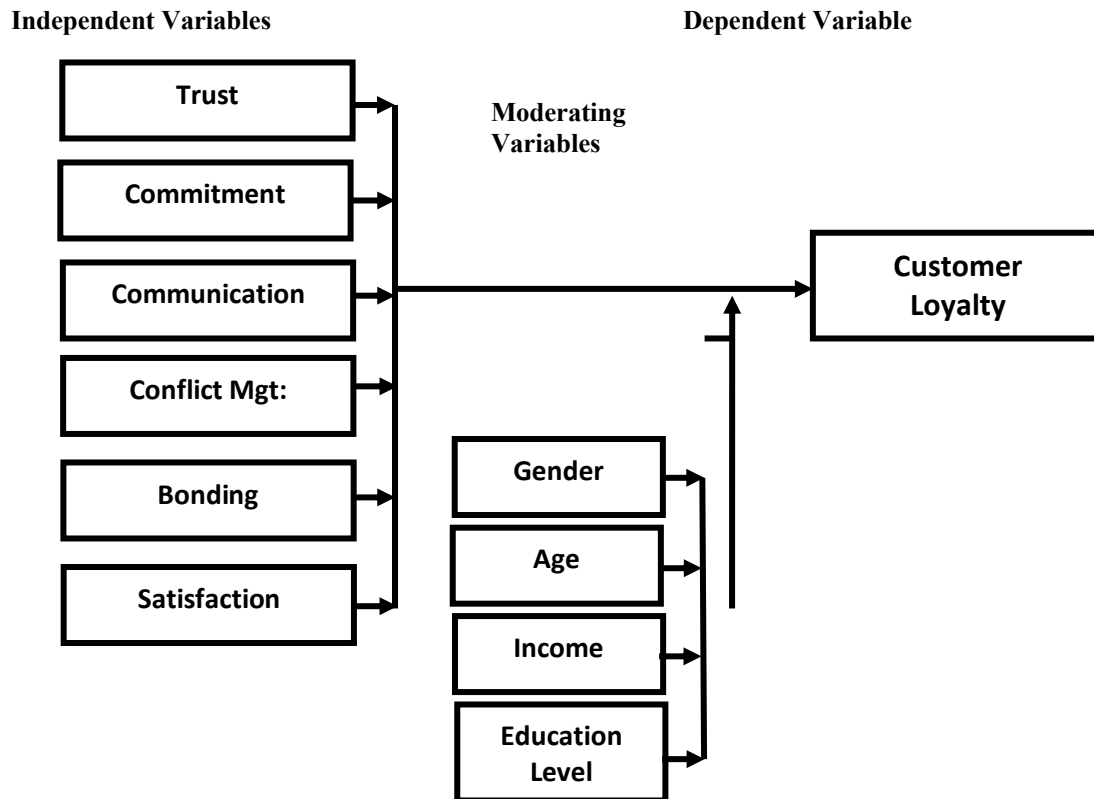 Independent Variables
Dependent Variable
Trust
Moderating
Variables
Commitment
Communication
Customer
Loyalty
Conflict Mgt:
Bonding
Satisfaction
Gender
Age
Income
Education
Level